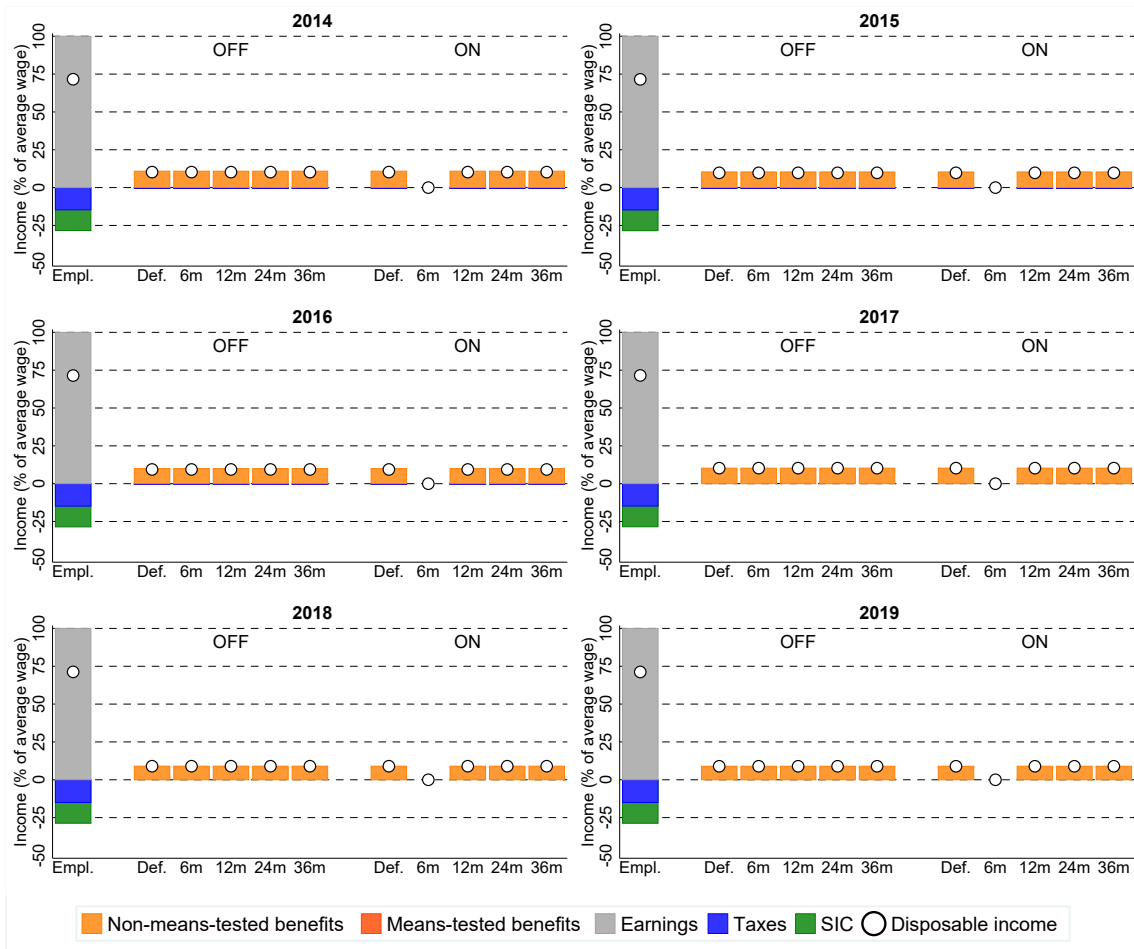 2014
Income (% of average wage)
100
75
50
25
0
-25
-50
OFF
ON
Empl. Def. 6m 12m 24m 36m Def. 6m 12m 24m 36m
2015
Income (% of average wage)
100
75
50
25
0
-25
-50
OFF
ON
Empl. Def. 6m 12m 24m 36m Def. 6m 12m 24m 36m
2016
Income (% of average wage)
100
75
50
25
0
-25
-50
OFF
ON
Empl. Def. 6m 12m 24m 36m Def. 6m 12m 24m 36m
2017
Income (% of average wage)
100
75
50
25
0
-25
-50
OFF
ON
Empl. Def. 6m 12m 24m 36m Def. 6m 12m 24m 36m
2018
Income (% of average wage)
100
75
50
25
0
-25
-50
OFF
ON
Empl. Def. 6m 12m 24m 36m Def. 6m 12m 24m 36m
2019
Income (% of average wage)
100
75
50
25
0
-25
-50
OFF
ON
Empl. Def. 6m 12m 24m 36m Def. 6m 12m 24m 36m
Non-means-tested benefits Means-tested benefits Earnings Taxes SIC Disposable income